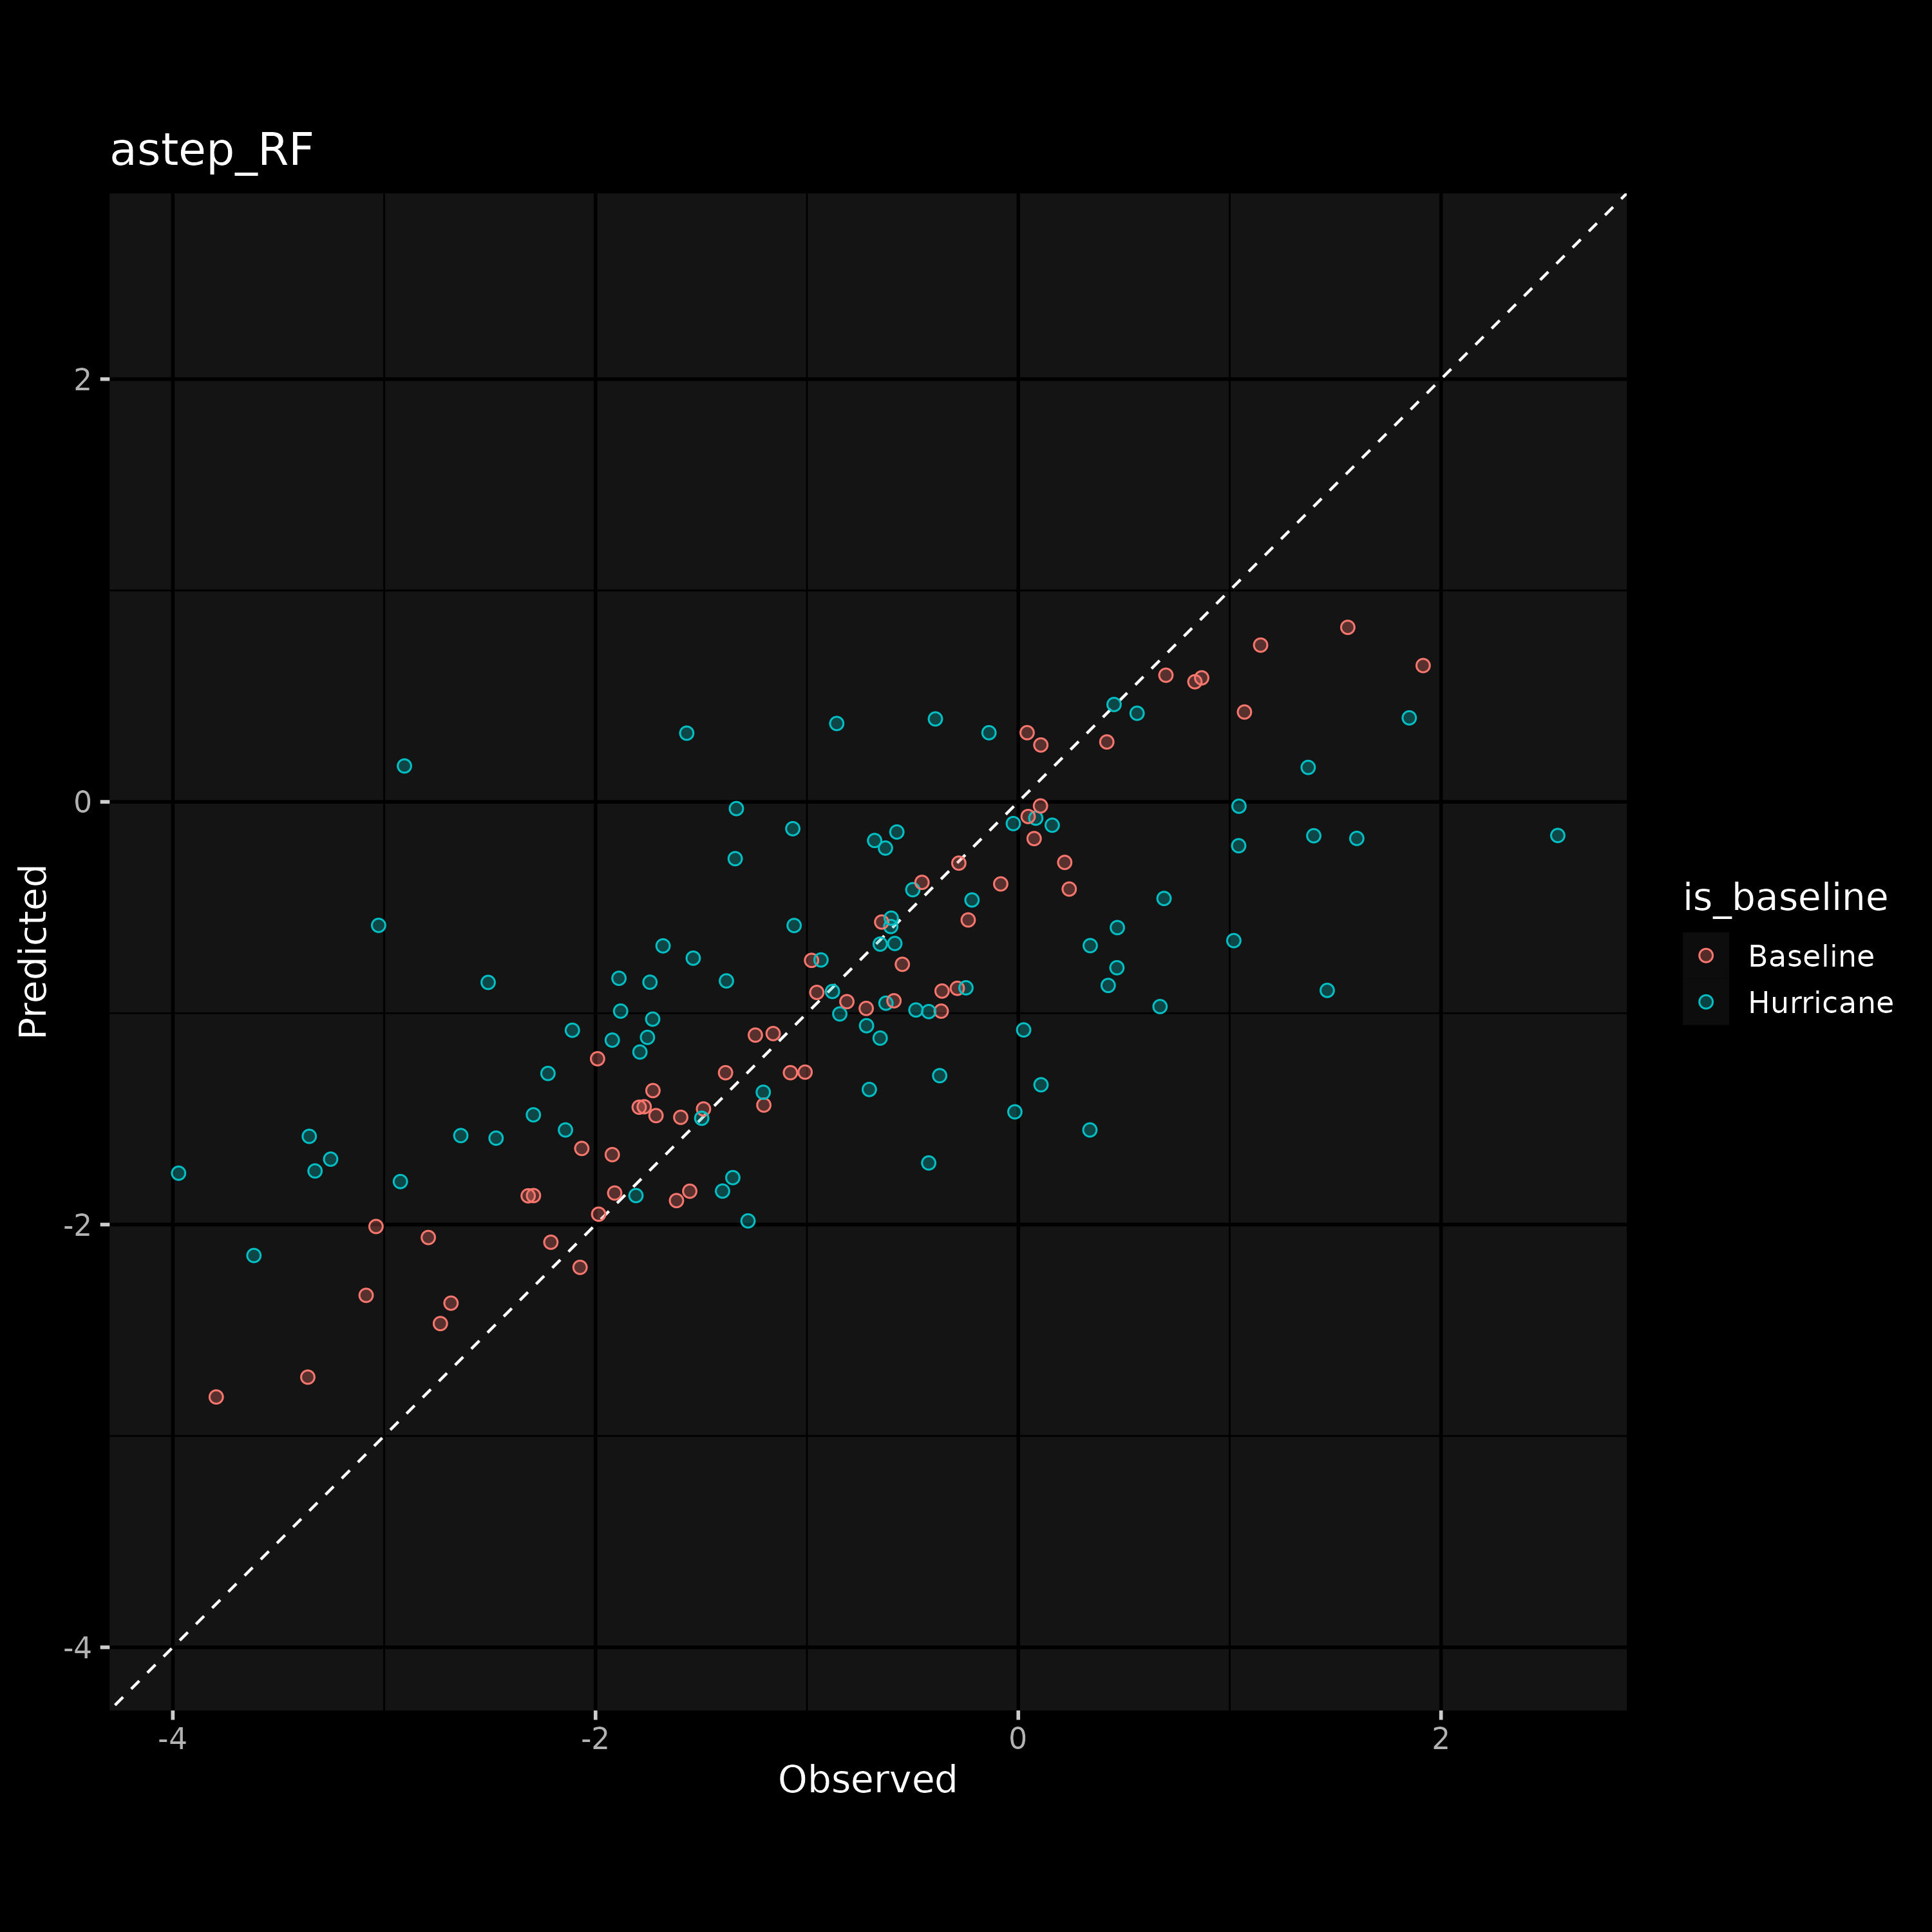 astep_RF
2
0
-2
-4
Predicted
-4
-2
0
2
Observed
is_baseline
Baseline
Hurricane